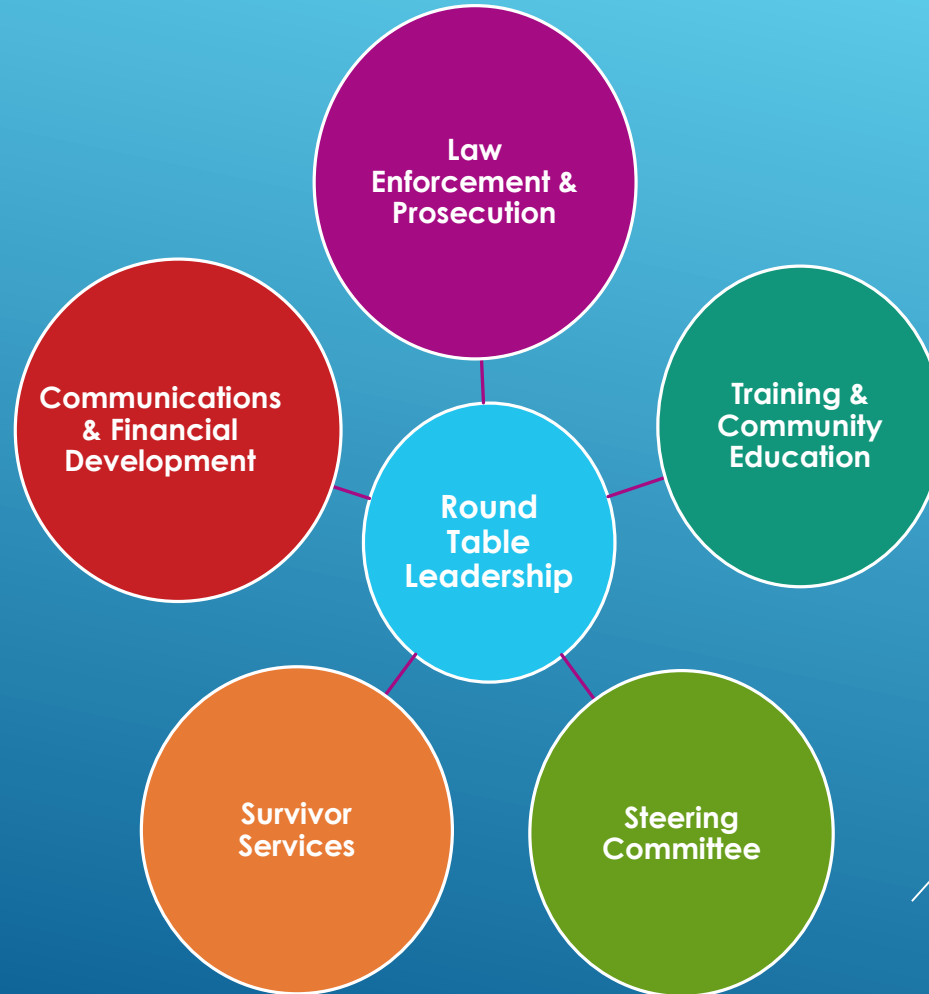 Law
Enforcement &
Prosecution
Communications
& Financial
Development
Training &
Community
Education
Round
Table
Leadership
Survivor
Services
Steering
Committee